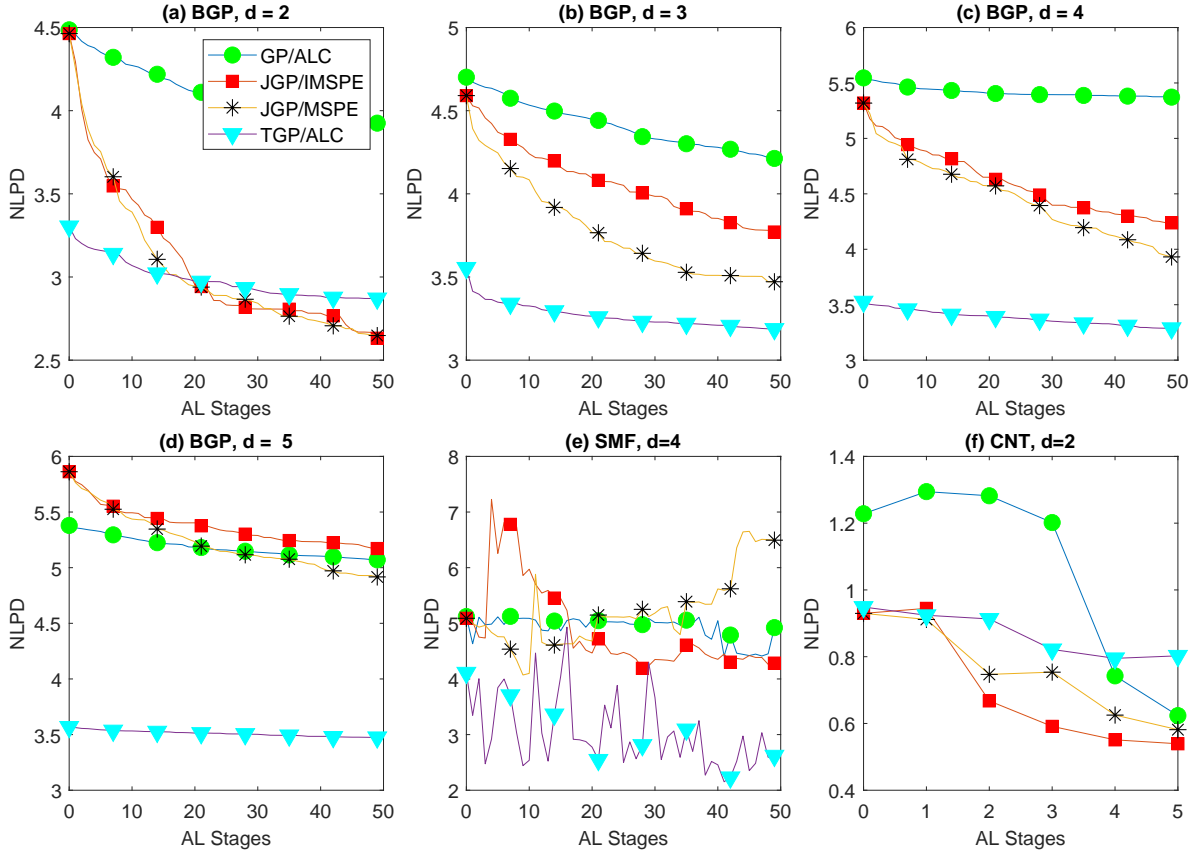 (a) BGP, d = 2
4.5
4
3.5
3
2.5
NLPD
0 10 20 30 40 50
AL Stages
GP/ALC
JGP/IMSPE
JGP/MSPE
TGP/ALC
(b) BGP, d = 3
5
4.5
4
3.5
3
NLPD
0 10 20 30 40 50
AL Stages
(c) BGP, d = 4
6
5.5
5
4.5
4
3.5
3
NLPD
0 10 20 30 40 50
AL Stages
(d) BGP, d = 5
6
5.5
5
4.5
4
3.5
3
NLPD
0 10 20 30 40 50
AL Stages
(e) SMF, d=4
8
7
6
5
4
3
2
NLPD
0 10 20 30 40 50
AL Stages
(f) CNT, d=2
1.4
1.2
1
0.8
0.6
0.4
NLPD
0 1 2 3 4 5
AL Stages